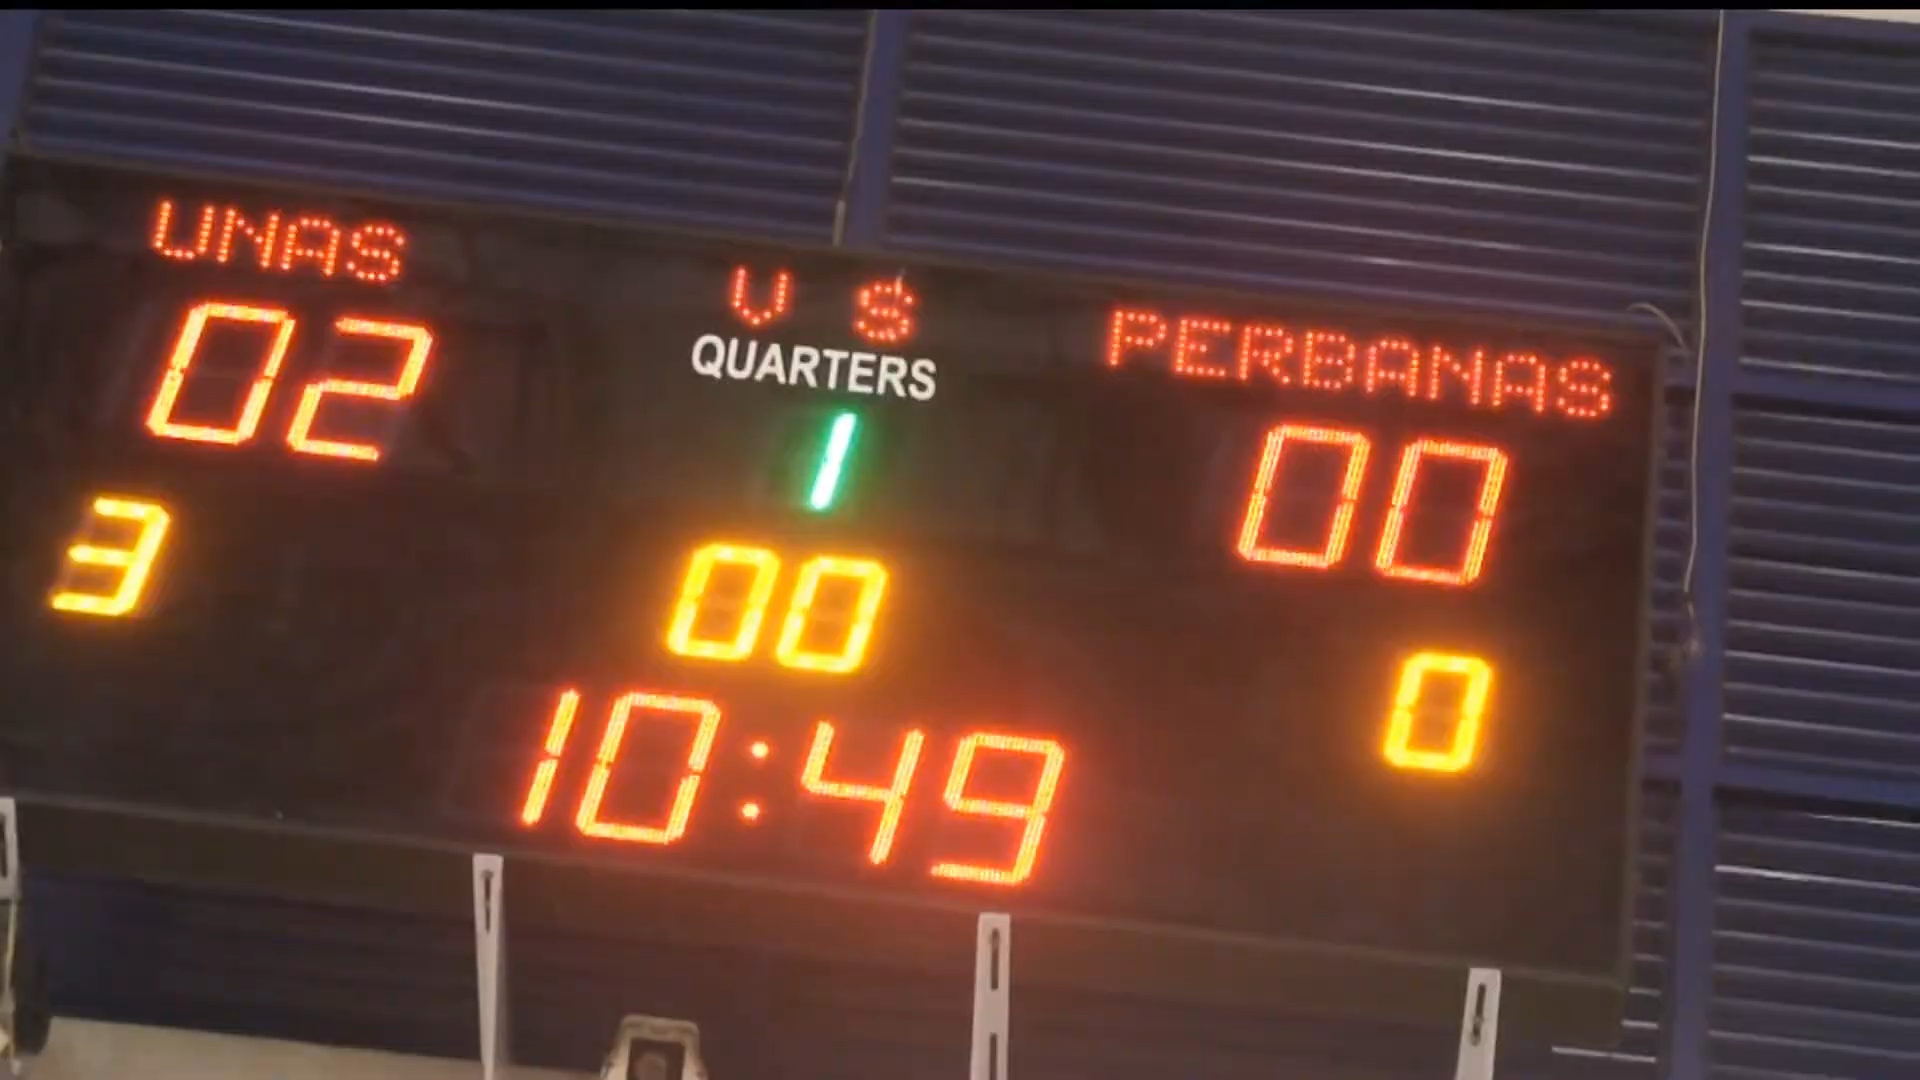 UNAS V S PERBANAS
02 QUARTERS 00
1
3 00 0
10:49